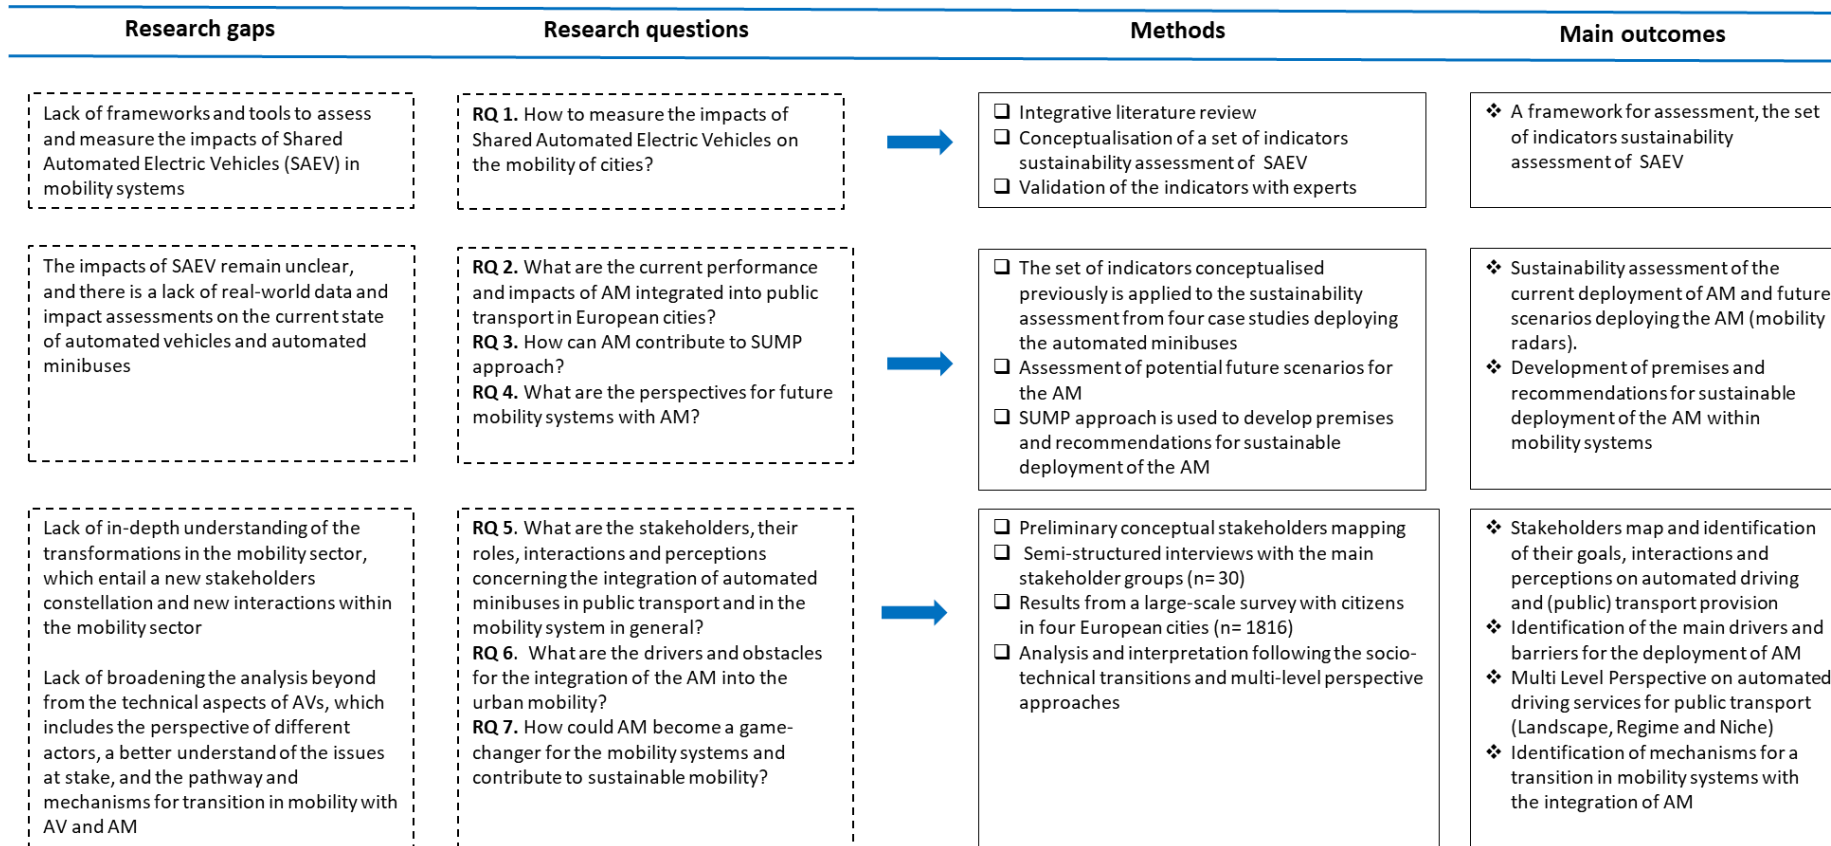 Research gaps
Research questions
Methods
Main outcomes
Lack of frameworks and tools to assess
and measure the impacts of Shared
Automated Electric Vehicles (SAEV) in
mobility systems
RQ 1. How to measure the impacts of
Shared Automated Electric Vehicles on
the mobility of cities?
❑ Integrative literature review
❑ Conceptualisation of a set of indicators
sustainability assessment of SAEV
❑ Validation of the indicators with experts
❖ A framework for assessment, the set
of indicators sustainability
assessment of SAEV
The impacts of SAEV remain unclear,
and there is a lack of real-world data and
impact assessments on the current state
of automated vehicles and automated
minibuses
RQ 2. What are the current performance
and impacts of AM integrated into public
transport in European cities?
RQ 3. How can AM contribute to SUMP
approach?
RQ 4. What are the perspectives for future
mobility systems with AM?
❑ The set of indicators conceptualised
previously is applied to the sustainability
assessment from four case studies deploying
the automated minibuses
❑ Assessment of potential future scenarios for
the AM
❑ SUMP approach is used to develop premises
and recommendations for sustainable
deployment of the AM
❖ Sustainability assessment of the
current deployment of AM and future
scenarios deploying the AM (mobility
radars).
❖ Development of premises and
recommendations for sustainable
deployment of the AM within
mobility systems
Lack of in-depth understanding of the
transformations in the mobility sector,
which entail a new stakeholders
constellation and new interactions within
the mobility sector
Lack of broadening the analysis beyond
from the technical aspects of AVs, which
includes the perspective of different
actors, a better understand of the issues
at stake, and the pathway and
mechanisms for transition in mobility with
AV and AM
RQ 5. What are the stakeholders, their
roles, interactions and perceptions
concerning the integration of automated
minibuses in public transport and in the
mobility system in general?
RQ 6. What are the drivers and obstacles
for the integration of the AM into the
urban mobility?
RQ 7. How could AM become a game-
changer for the mobility systems and
contribute to sustainable mobility?
❑ Preliminary conceptual stakeholders mapping
❑ Semi-structured interviews with the main
stakeholder groups (n= 30)
❑ Results from a large-scale survey with citizens
in four European cities (n= 1816)
❑ Analysis and interpretation following the socio-
technical transitions and multi-level perspective
approaches
❖ Stakeholders map and identification
of their goals, interactions and
perceptions on automated driving
and (public) transport provision
❖ Identification of the main drivers and
barriers for the deployment of AM
❖ Multi Level Perspective on automated
driving services for public transport
(Landscape, Regime and Niche)
❖ Identification of mechanisms for a
transition in mobility systems with
the integration of AM